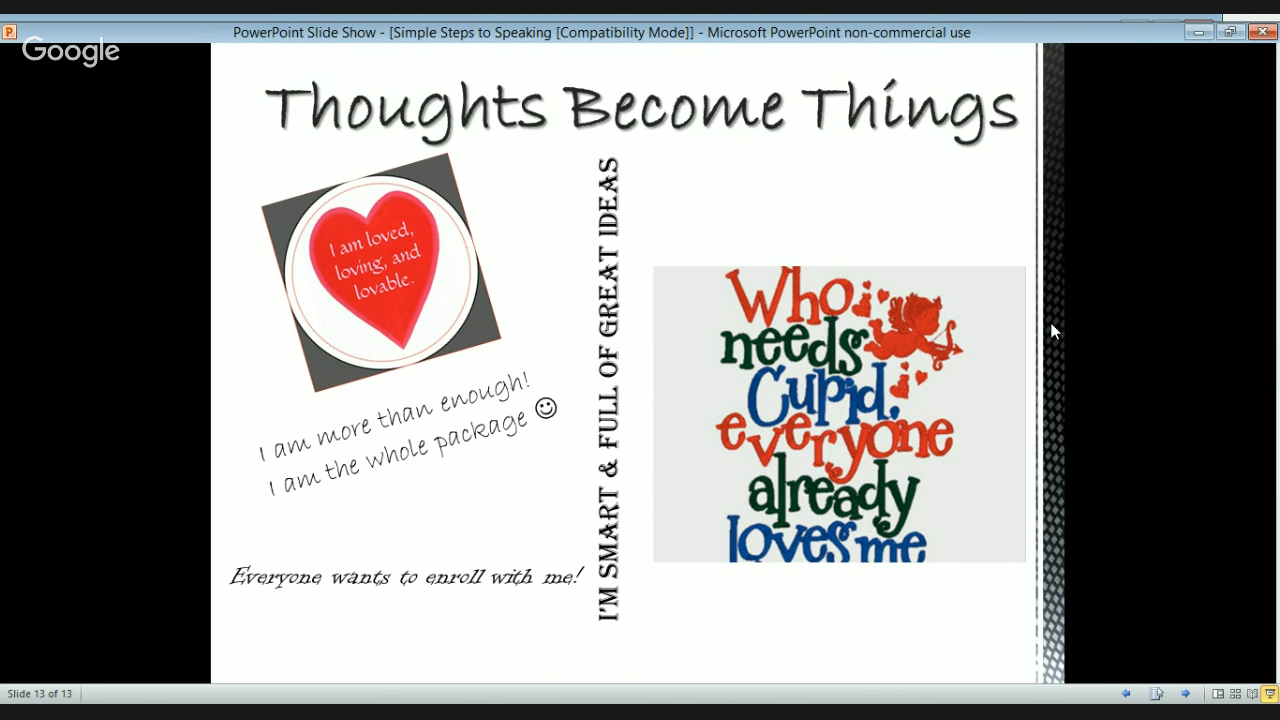 PowerPoint Slide Show - [Simple Steps to Speaking [Compatibility Mode]] - Microsoft PowerPoint non-commercial use
Google
Thoughts Become Things
I am loved,
loving, and
lovable.
I am more than enough!
I am the whole package ☺
Everyone wants to enroll with me!
I'M SMART & FULL OF GREAT IDEAS
Who
needs
Cupid,
everyone
already
loves me
Slide 13 of 13